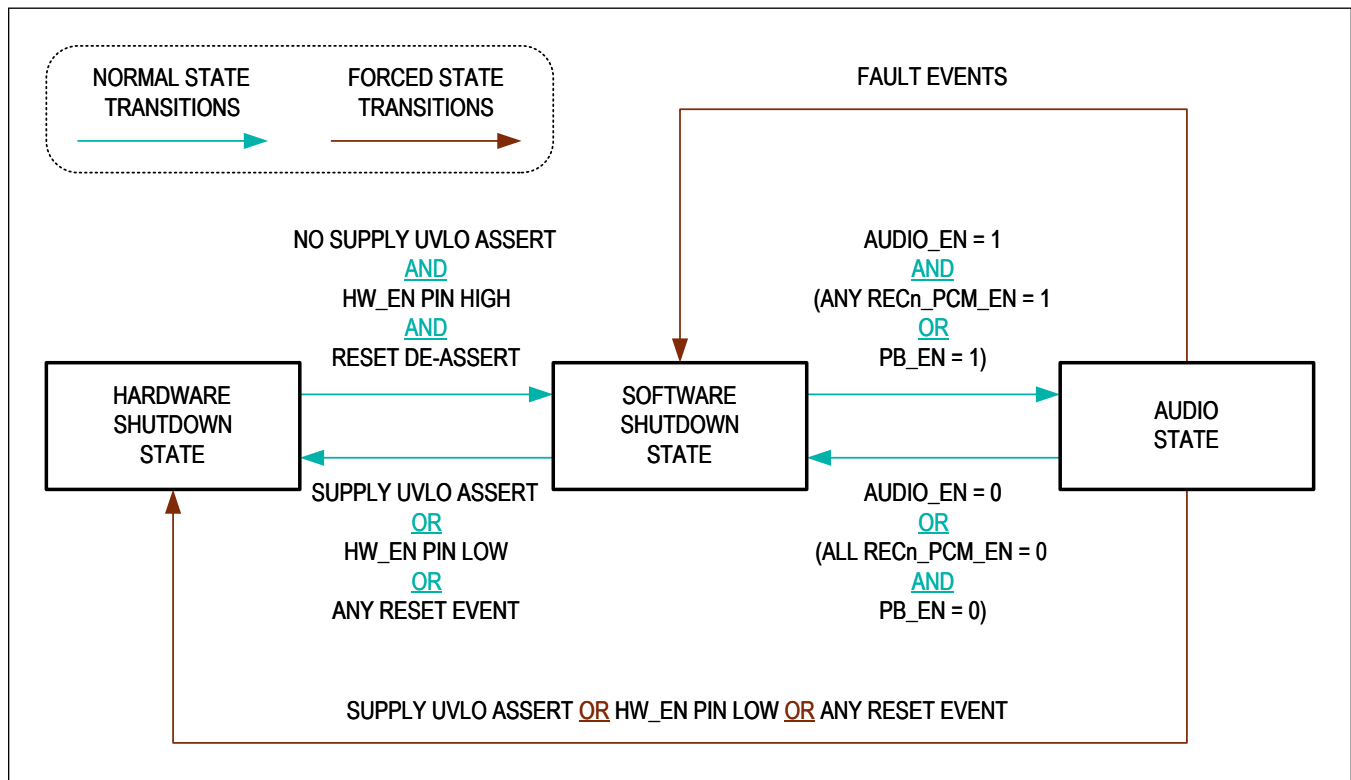 NORMAL STATE
TRANSITIONS
FORCED STATE
TRANSITIONS
FAULT EVENTS
NO SUPPLY UVLO ASSERT
AND
HW_EN PIN HIGH
AND
RESET DE-ASSERT
AUDIO_EN = 1
AND
(ANY RECn_PCM_EN = 1
OR
PB_EN = 1)
HARDWARE
SHUTDOWN
STATE
SOFTWARE
SHUTDOWN
STATE
AUDIO
STATE
SUPPLY UVLO ASSERT
OR
HW_EN PIN LOW
OR
ANY RESET EVENT
AUDIO_EN = 0
OR
(ALL RECn_PCM_EN = 0
AND
PB_EN = 0)
SUPPLY UVLO ASSERT OR HW_EN PIN LOW OR ANY RESET EVENT